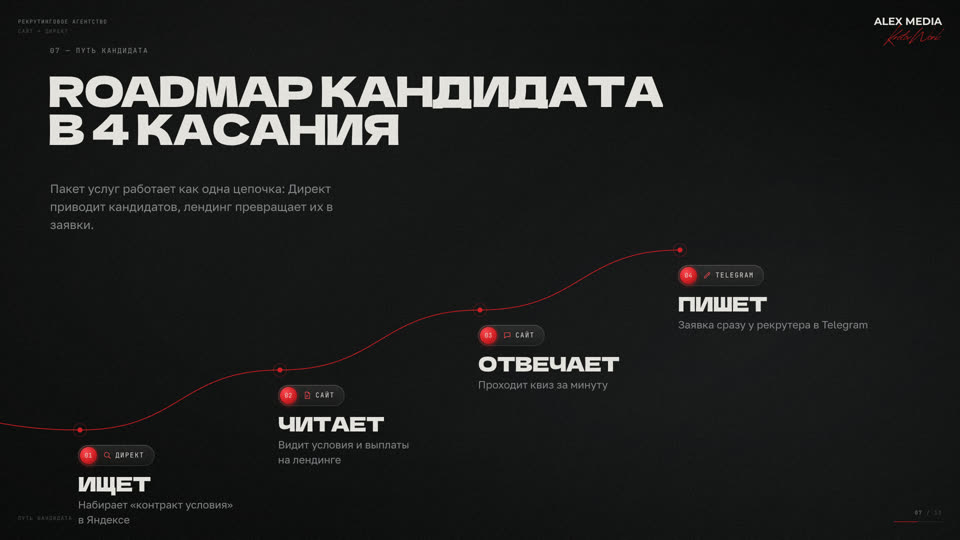 РЕКРУТИНГОВОЕ АГЕНТСТВО
САЙТ + ДИРЕКТ
ALEX MEDIA
07 — ПУТЬ КАНДИДАТА
ROADMAP КАНДИДАТА
В 4 КАСАНИЯ
Пакет услуг работает как одна цепочка: Директ
приводит кандидатов, лендинг превращает их в
заявки.
04 TELEGRAM
ПИШЕТ
Заявка сразу у рекрутера в Telegram
03 САЙТ
ОТВЕЧАЕТ
Проходит квиз за минуту
02 САЙТ
ЧИТАЕТ
Видит условия и выплаты
на лендинге
01 ДИРЕКТ
ИЩЕТ
Набирает «контракт условия»
в Яндексе
ПУТЬ КАНДИДАТА
07 / 13